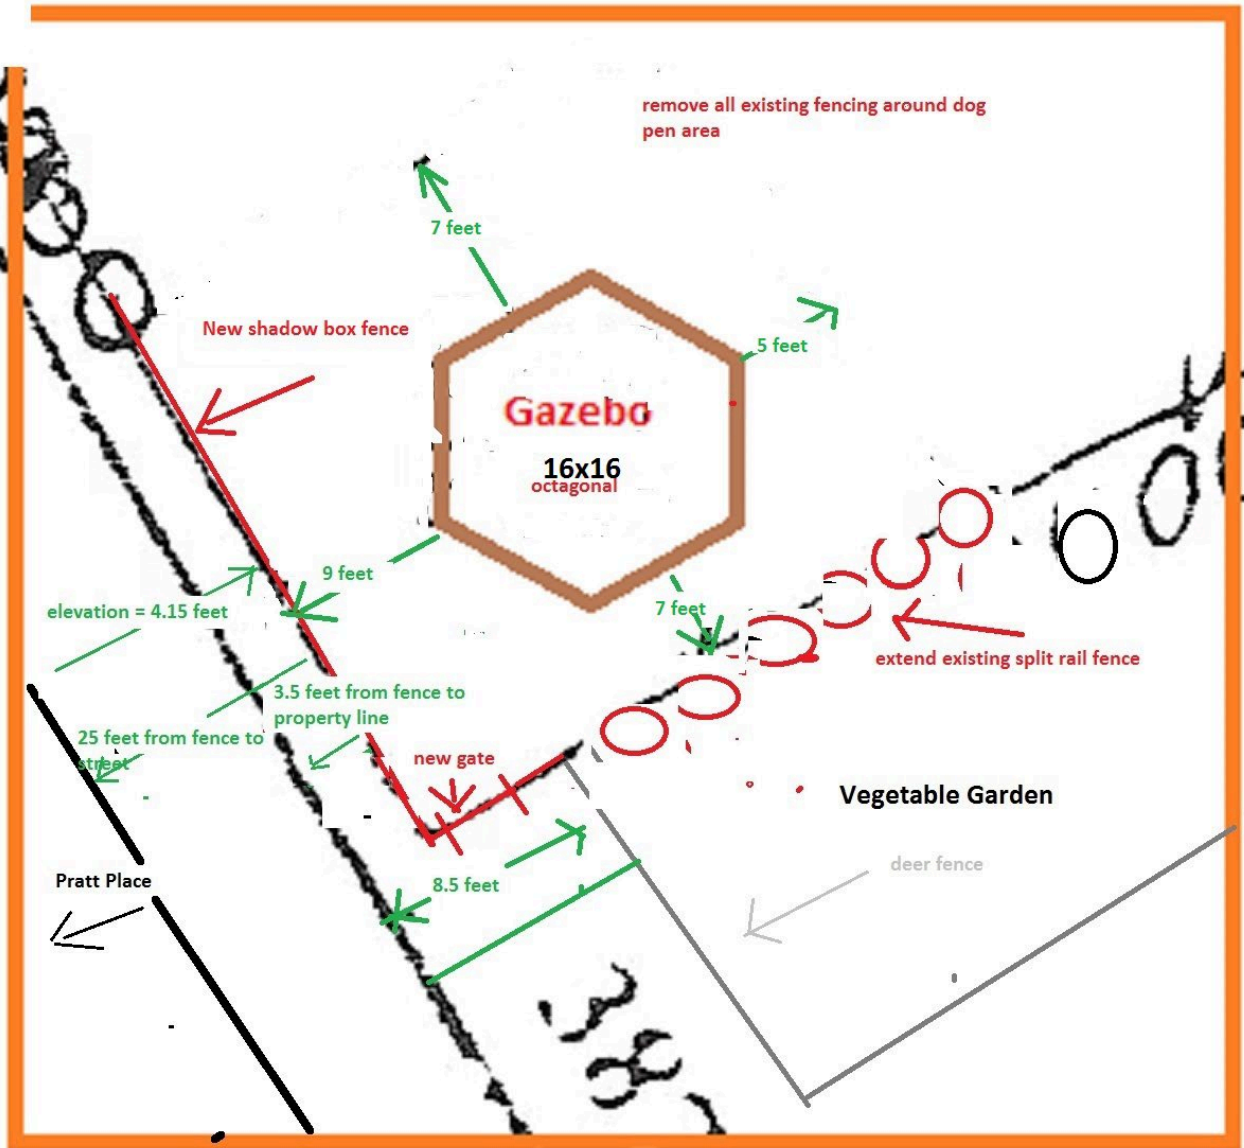 remove all existing fencing around dog
pen area
7 feet
New shadow box fence
5 feet
Gazebo
16x16
octagonal
9 feet
elevation = 4.15 feet
7 feet
extend existing split rail fence
3.5 feet from fence to
property line
25 feet from fence to
street
new gate
Vegetable Garden
deer fence
Pratt Place
8.5 feet